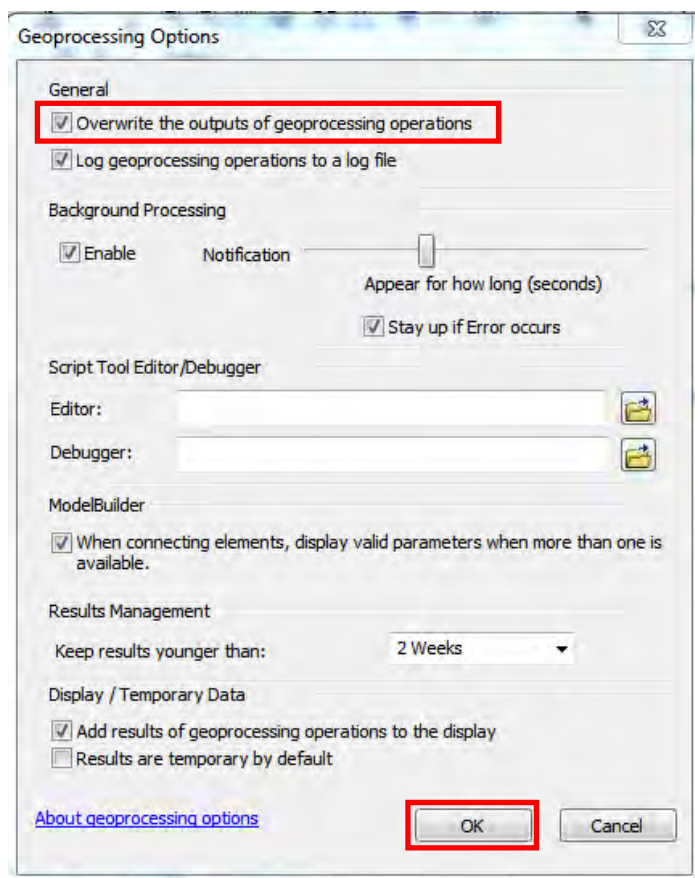 Geoprocessing Options
General
Overwrite the outputs of geoprocessing operations
Log geoprocessing operations to a log file
Background Processing
Enable Notification
Appear for how long (seconds)
Stay up if Error occurs
Script Tool Editor/Debugger
Editor:
Debugger:
ModelBuilder
When connecting elements, display valid parameters when more than one is
available.
Results Management
Keep results younger than: 2 Weeks
Display / Temporary Data
Add results of geoprocessing operations to the display
Results are temporary by default
About geoprocessing options OK Cancel